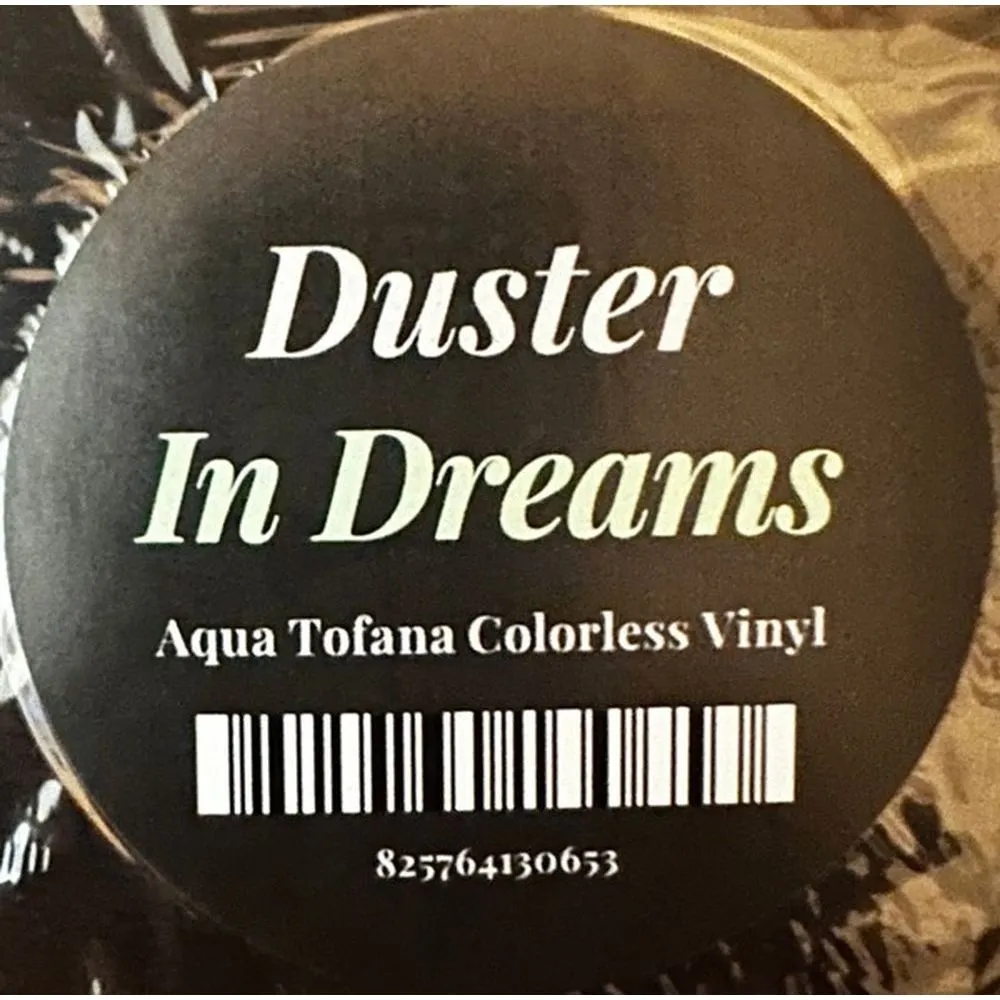 Duster
In Dreams
Aqua Tofana Colorless Vinyl
825764130653